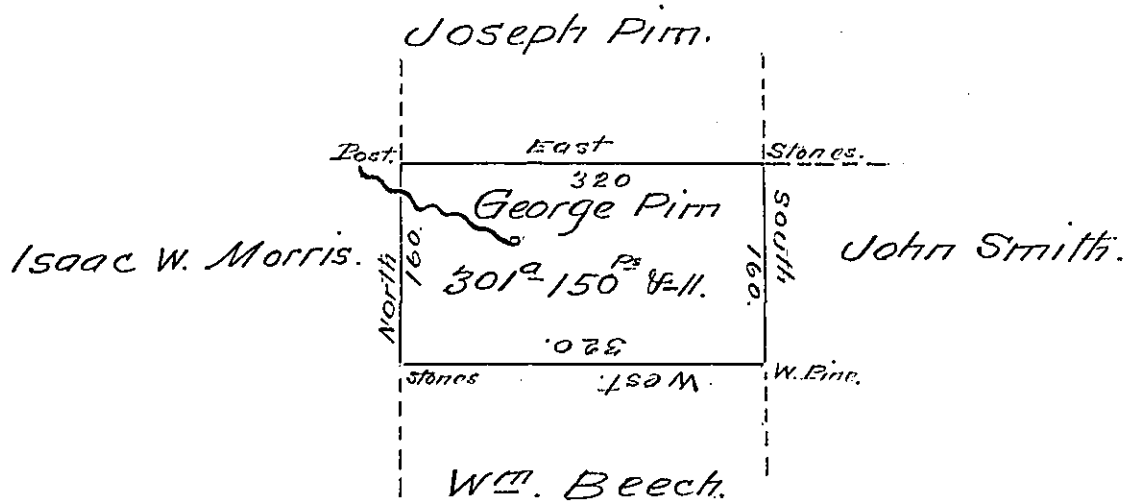 Joseph Pim.
Post. East Stones.
320
George Pim
North 160.
South 160.
Isaac W. Morris.
John Smith.
301a 150Ps &-11.
320.
West.
stones W. Pine.
Wm. Beech.